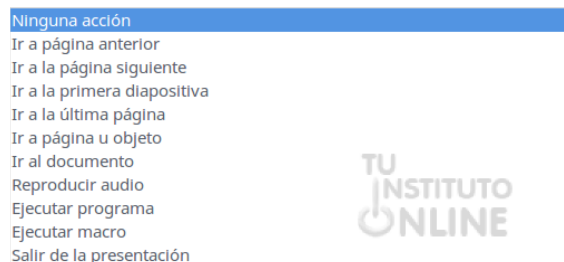 Ninguna acción
Ir a página anterior
Ir a la página siguiente
Ir a la primera diapositiva
Ir a la última página
Ir a página u objeto
Ir al documento
Reproducir audio
Ejecutar programa
Ejecutar macro
Salir de la presentación
TU
INSTITUTO
ONLINE